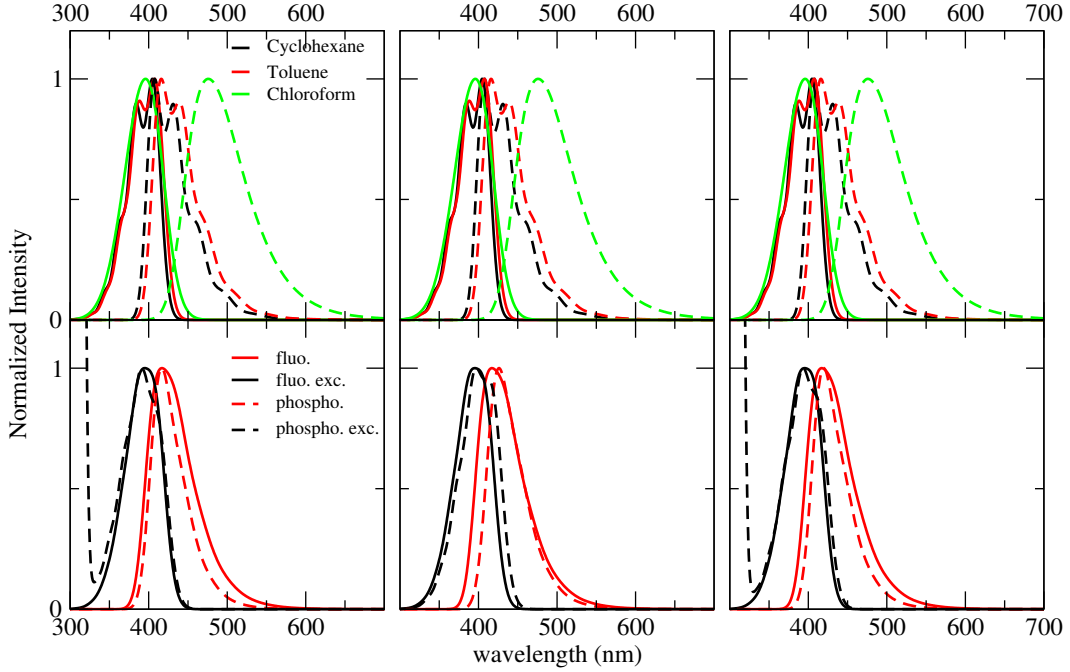 400 500 600
400 500 600
400 500 600 700
300
Cyclohexane
Toluene
Chloroform
1
0
Normalized Intensity
fluo.
fluo. exc.
phospho.
phospho. exc.
1
0
300 400 500 600
400 500 600
400 500 600 700
wavelength (nm)